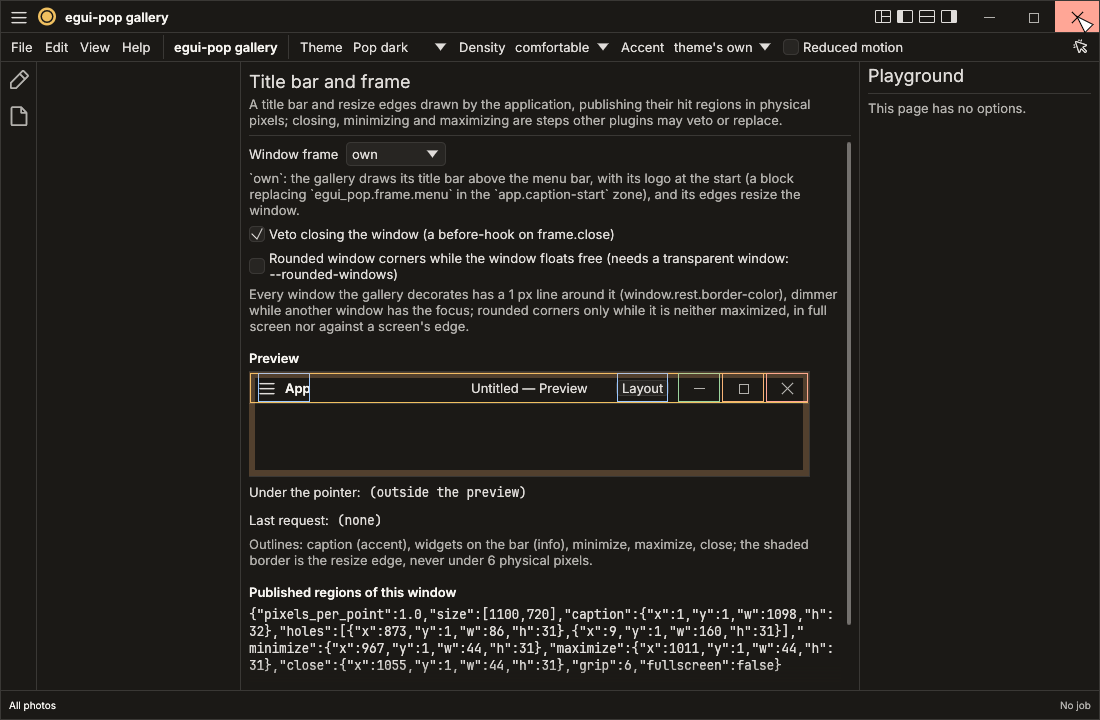 egui-pop gallery
File Edit View Help egui-pop gallery Theme Pop dark Density comfortable Accent theme's own Reduced motion
Title bar and frame
A title bar and resize edges drawn by the application, publishing their hit regions in physical
pixels; closing, minimizing and maximizing are steps other plugins may veto or replace.
Window frame own
`own`: the gallery draws its title bar above the menu bar, with its logo at the start (a block
replacing `egui_pop.frame.menu` in the `app.caption-start` zone), and its edges resize the
window.
Veto closing the window (a before-hook on frame.close)
Rounded window corners while the window floats free (needs a transparent window:
--rounded-windows)
Every window the gallery decorates has a 1 px line around it (window.rest.border-color), dimmer
while another window has the focus; rounded corners only while it is neither maximized, in full
screen nor against a screen's edge.
Preview
App Untitled — Preview Layout
Under the pointer: (outside the preview)
Last request: (none)
Outlines: caption (accent), widgets on the bar (info), minimize, maximize, close; the shaded
border is the resize edge, never under 6 physical pixels.
Published regions of this window
{"pixels_per_point":1.0,"size":[1100,720],"caption":{"x":1,"y":1,"w":1098,"h":
32},"holes":[{"x":873,"y":1,"w":86,"h":31},{"x":9,"y":1,"w":160,"h":31}],"
minimize":{"x":967,"y":1,"w":44,"h":31},"maximize":{"x":1011,"y":1,"w":44,"h":
31},"close":{"x":1055,"y":1,"w":44,"h":31},"grip":6,"fullscreen":false}
Playground
This page has no options.
All photos No job